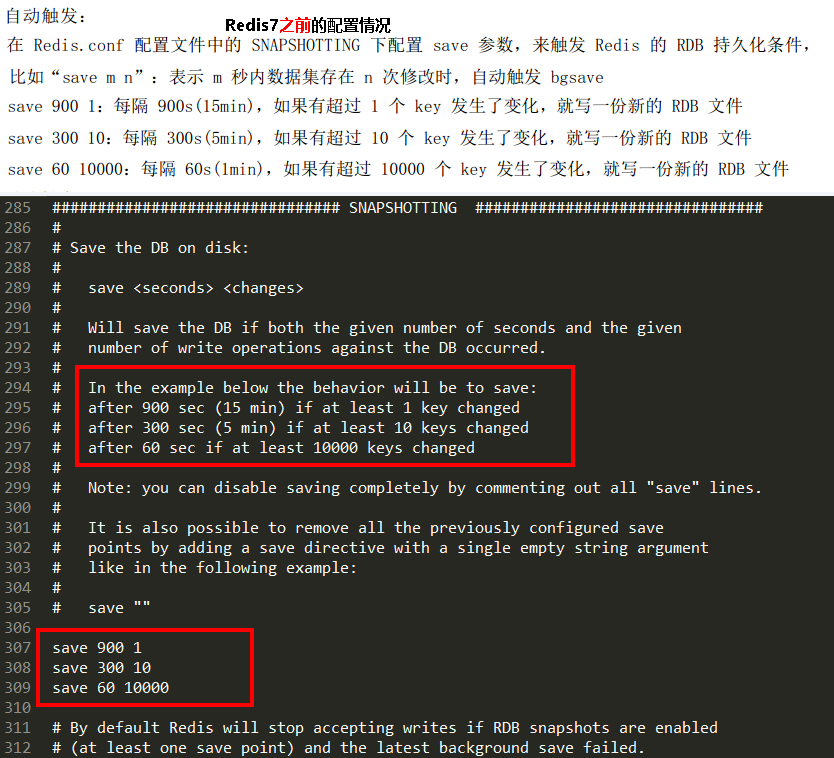 自动触发：
Redis7之前的配置情况
在 Redis.conf 配置文件中的 SNAPSHOTTING 下配置 save 参数，来触发 Redis 的 RDB 持久化条件，
比如“save m n”：表示 m 秒内数据集存在 n 次修改时，自动触发 bgsave
save 900 1：每隔 900s(15min)，如果有超过 1 个 key 发生了变化，就写一份新的 RDB 文件
save 300 10：每隔 300s(5min)，如果有超过 10 个 key 发生了变化，就写一份新的 RDB 文件
save 60 10000：每隔 60s(1min)，如果有超过 10000 个 key 发生了变化，就写一份新的 RDB 文件
285 ################################ SNAPSHOTTING ################################
286 #
287 # Save the DB on disk:
288 #
289 #   save <seconds> <changes>
290 #
291 #   Will save the DB if both the given number of seconds and the given
292 #   number of write operations against the DB occurred.
293 #
294 #   In the example below the behavior will be to save:
295 #   after 900 sec (15 min) if at least 1 key changed
296 #   after 300 sec (5 min) if at least 10 keys changed
297 #   after 60 sec if at least 10000 keys changed
298 #
299 #   Note: you can disable saving completely by commenting out all "save" lines.
300 #
301 #   It is also possible to remove all the previously configured save
302 #   points by adding a save directive with a single empty string argument
303 #   like in the following example:
304 #
305 #   save ""
306
307 save 900 1
308 save 300 10
309 save 60 10000
310
311 # By default Redis will stop accepting writes if RDB snapshots are enabled
312 # (at least one save point) and the latest background save failed.